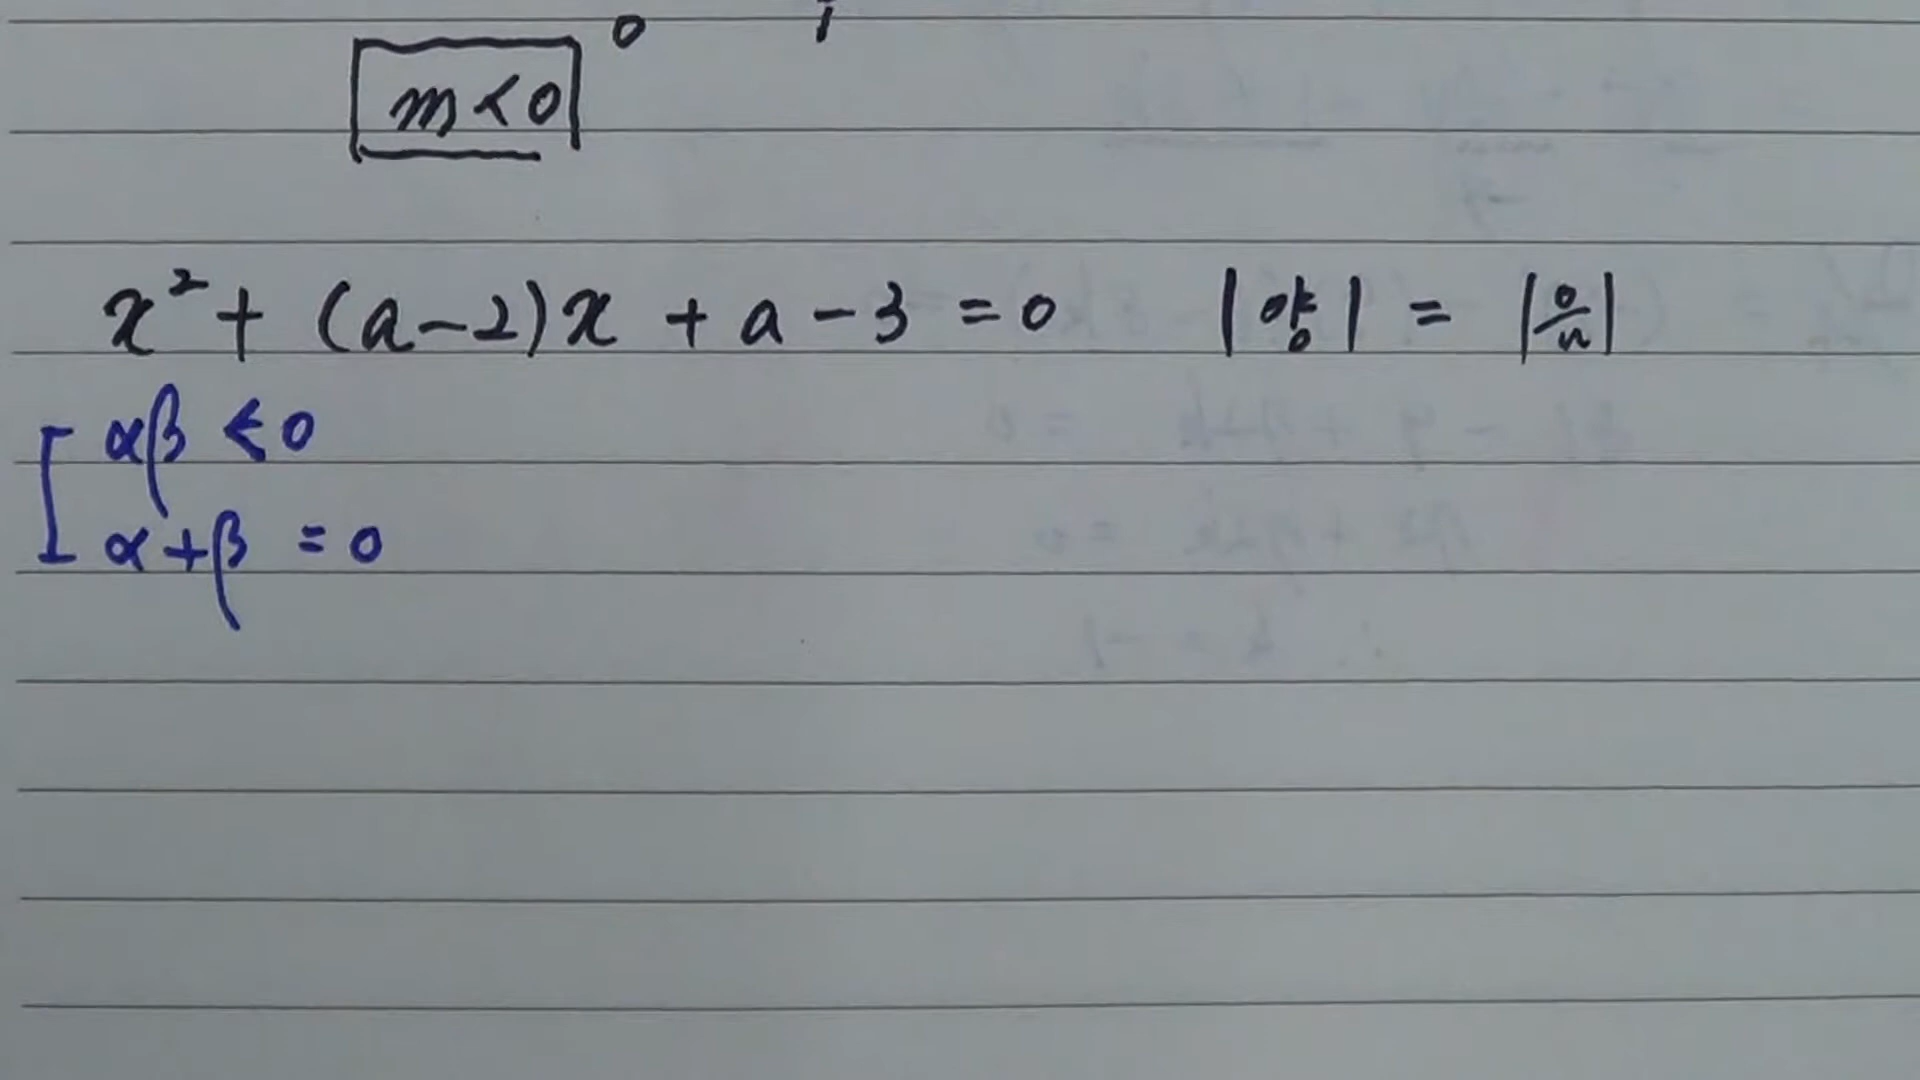 m < 0
x² + (a-2)x + a - 3 = 0 |양| = |음|
αβ < 0
α+β = 0